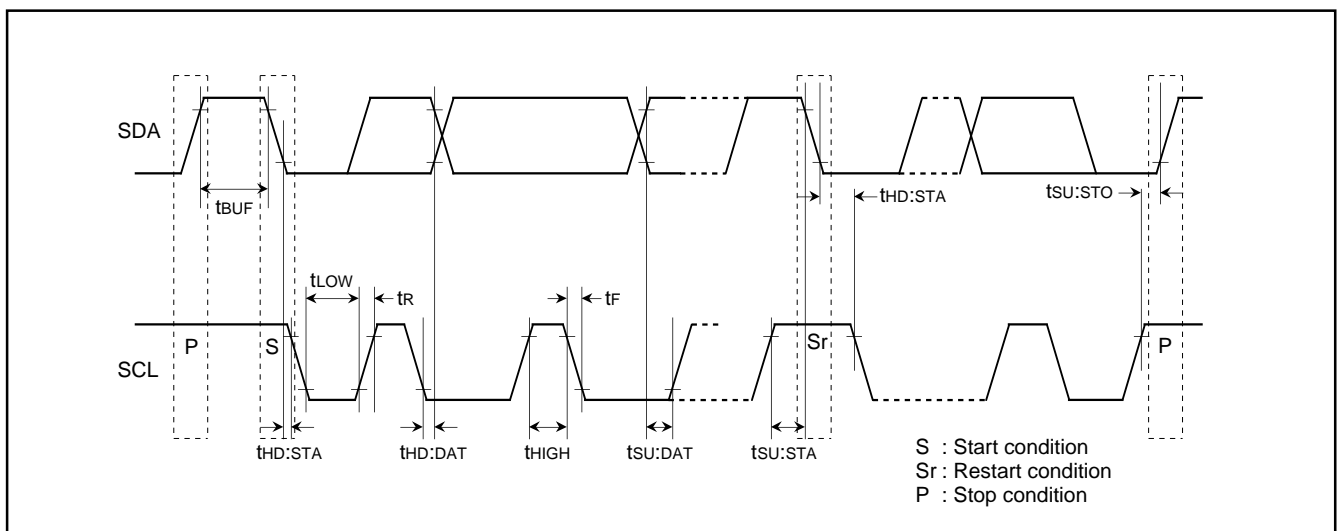 SDA
tBUF
tHD:STA
tSU:STO
tLOW
tR
tF
P
S
Sr
P
SCL
tHD:STA
tHD:DAT
tHIGH
tSU:DAT
tSU:STA
S : Start condition
Sr : Restart condition
P : Stop condition